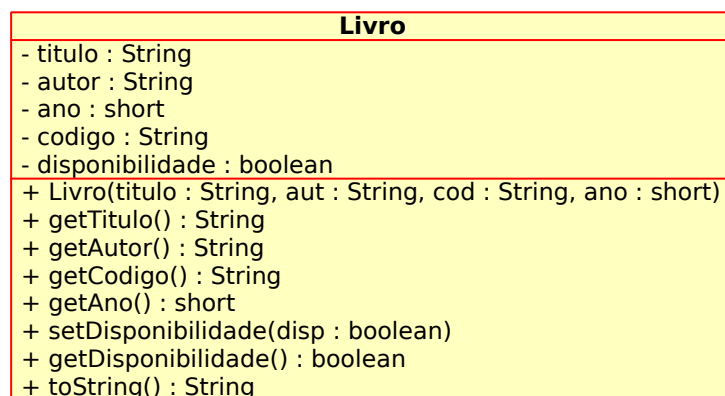 Livro
- titulo : String
- autor : String
- ano : short
- codigo : String
- disponibilidade : boolean
+ Livro(titulo : String, aut : String, cod : String, ano : short)
+ getTitulo() : String
+ getAutor() : String
+ getCodigo() : String
+ getAno() : short
+ setDisponibilidade(disp : boolean)
+ getDisponibilidade() : boolean
+ toString() : String